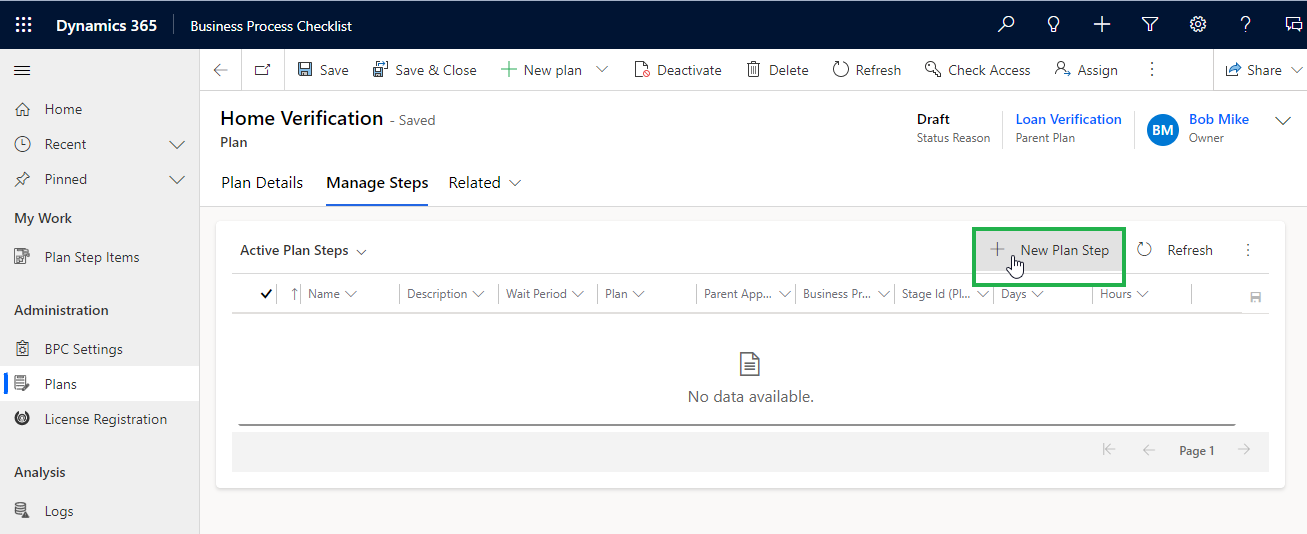 Dynamics 365 Business Process Checklist
Save Save & Close New plan Deactivate Delete Refresh Check Access Assign Share
Home
Recent
Pinned
My Work
Plan Step Items
Administration
BPC Settings
Plans
License Registration
Analysis
Logs
Home Verification - Saved
Plan
Draft
Status Reason
Loan Verification
Parent Plan
BM
Bob Mike
Owner
Plan Details Manage Steps Related
Active Plan Steps
New Plan Step Refresh
Name Description Wait Period Plan Parent App... Business Pr... Stage Id (Pl... Days Hours
No data available.
Page 1